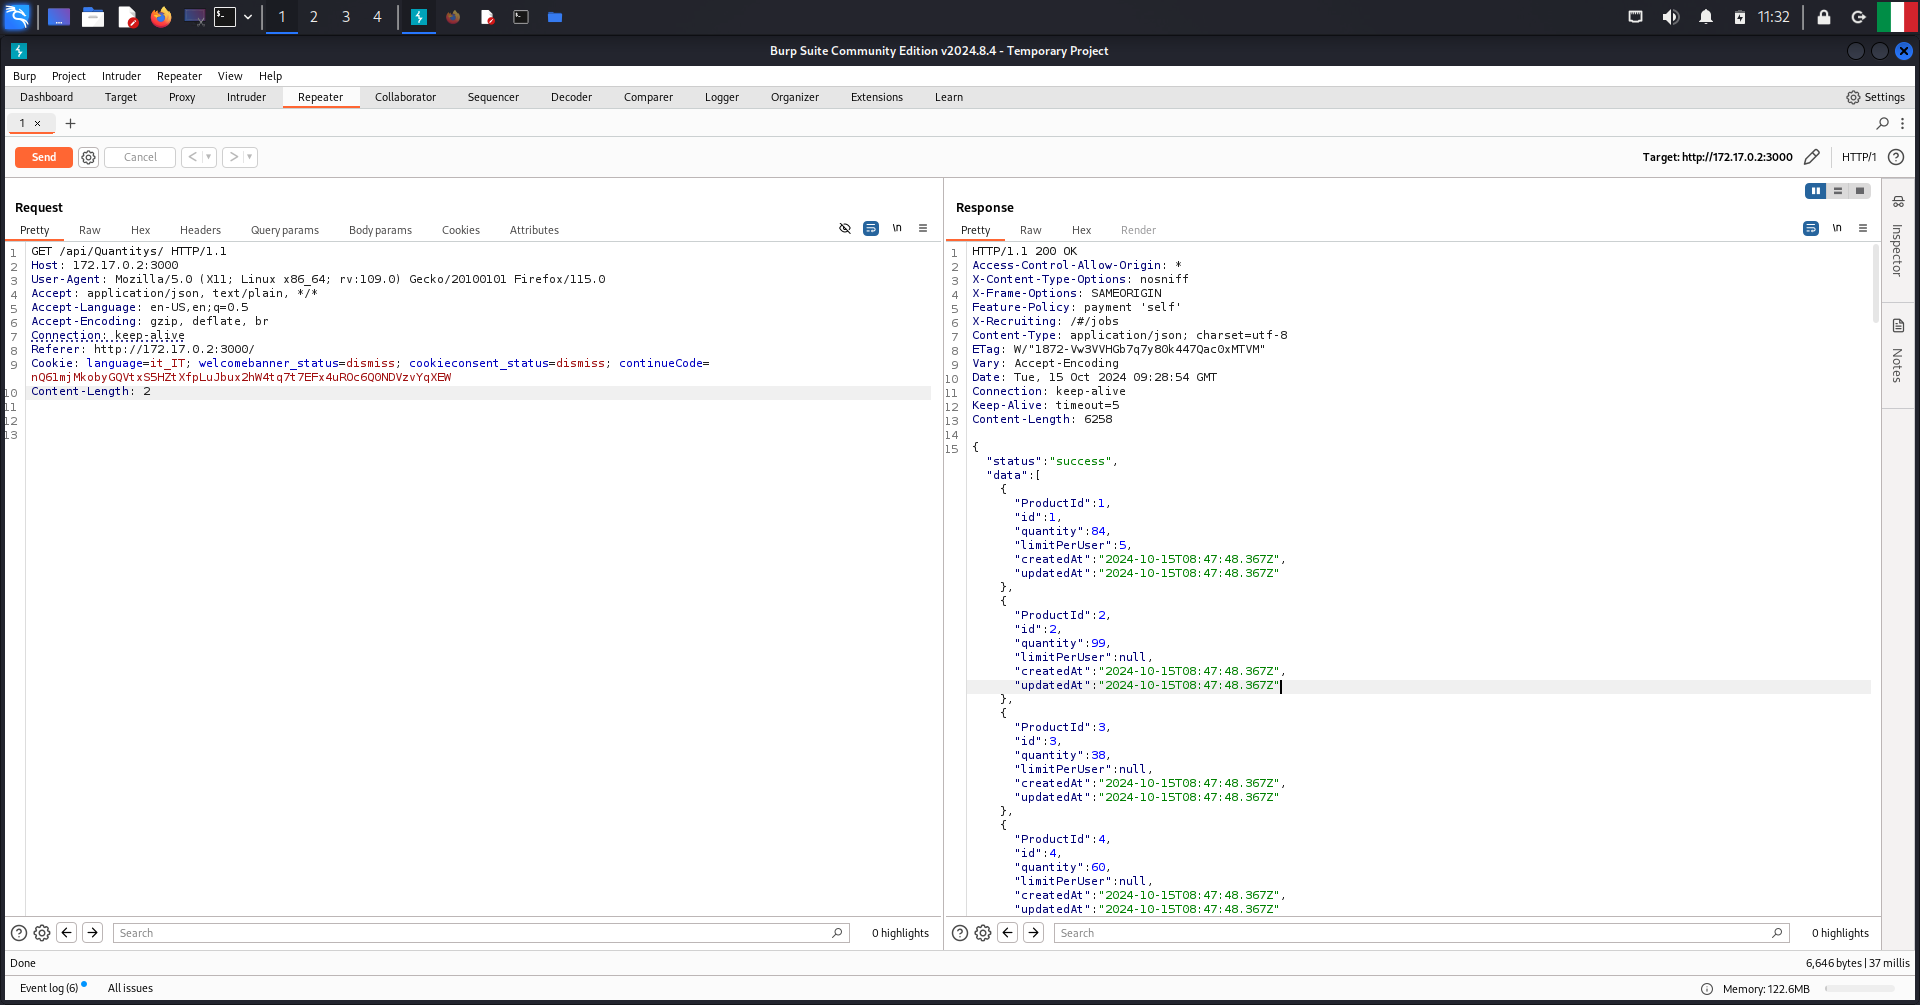 1 2 3 4 11:32
Burp Suite Community Edition v2024.8.4 - Temporary Project
Burp Project Intruder Repeater View Help
Dashboard Target Proxy Intruder Repeater Collaborator Sequencer Decoder Comparer Logger Organizer Extensions Learn Settings
1 × +
Send Cancel < > Target: http://172.17.0.2:3000 HTTP/1
Request
Pretty Raw Hex Headers Query params Body params Cookies Attributes \n
1 GET /api/Quantitys/ HTTP/1.1
2 Host: 172.17.0.2:3000
3 User-Agent: Mozilla/5.0 (X11; Linux x86_64; rv:109.0) Gecko/20100101 Firefox/115.0
4 Accept: application/json, text/plain, */*
5 Accept-Language: en-US,en;q=0.5
6 Accept-Encoding: gzip, deflate, br
7 Connection: keep-alive
8 Referer: http://172.17.0.2:3000/
9 Cookie: language=it_IT; welcomebanner_status=dismiss; cookieconsent_status=dismiss; continueCode=
10 Content-Length: 2
11
12
13
Search 0 highlights
Response
Pretty Raw Hex Render \n
1 HTTP/1.1 200 OK
2 Access-Control-Allow-Origin: *
3 X-Content-Type-Options: nosniff
4 X-Frame-Options: SAMEORIGIN
5 Feature-Policy: payment 'self'
6 X-Recruiting: /#/jobs
7 Content-Type: application/json; charset=utf-8
8 ETag:
9 Vary: Accept-Encoding
10 Date: Tue, 15 Oct 2024 09:28:54 GMT
11 Connection: keep-alive
12 Keep-Alive: timeout=5
13 Content-Length: 6258
14
15 {
"status":"success",
"data":[
{
"ProductId":1,
"id":1,
"quantity":84,
"limitPerUser":5,
"createdAt":"2024-10-15T08:47:48.367Z",
"updatedAt":"2024-10-15T08:47:48.367Z"
},
{
"ProductId":2,
"id":2,
"quantity":99,
"limitPerUser":null,
"createdAt":"2024-10-15T08:47:48.367Z",
"updatedAt":"2024-10-15T08:47:48.367Z"
},
{
"ProductId":3,
"id":3,
"quantity":38,
"limitPerUser":null,
"createdAt":"2024-10-15T08:47:48.367Z",
"updatedAt":"2024-10-15T08:47:48.367Z"
},
{
"ProductId":4,
"id":4,
"quantity":60,
"limitPerUser":null,
"createdAt":"2024-10-15T08:47:48.367Z",
"updatedAt":"2024-10-15T08:47:48.367Z"
Search 0 highlights
Inspector
Notes
Done 6,646 bytes | 37 millis
Event log (6) All issues Memory: 122.6MB